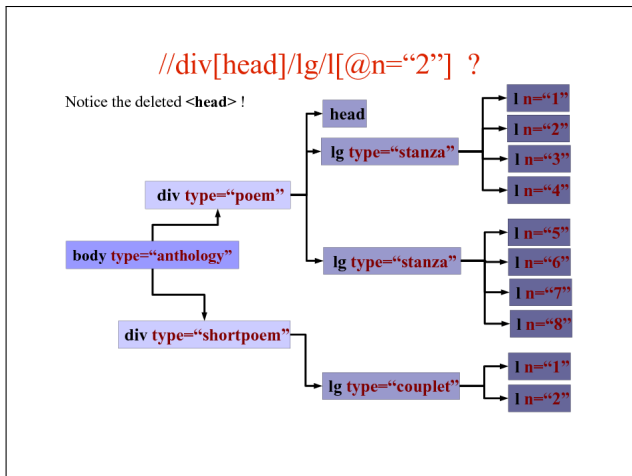 //div[head]/lg/l[@n=“2”] ?
Notice the deleted <head> !
head
lg type=“stanza”
l n=“1”
l n=“2”
l n=“3”
l n=“4”
div type=“poem”
body type=“anthology”
lg type=“stanza”
l n=“5”
l n=“6”
l n=“7”
l n=“8”
div type=“shortpoem”
lg type=“couplet”
l n=“1”
l n=“2”